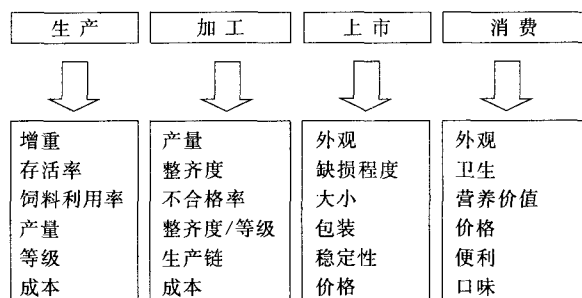 生产
加工
上市
消费
增重
存活率
饲料利用率
产量
等级
成本
产量
整齐度
不合格率
整齐度/等级
生产链
成本
外观
缺损程度
大小
包装
稳定性
价格
外观
卫生
营养价值
价格
便利
口味